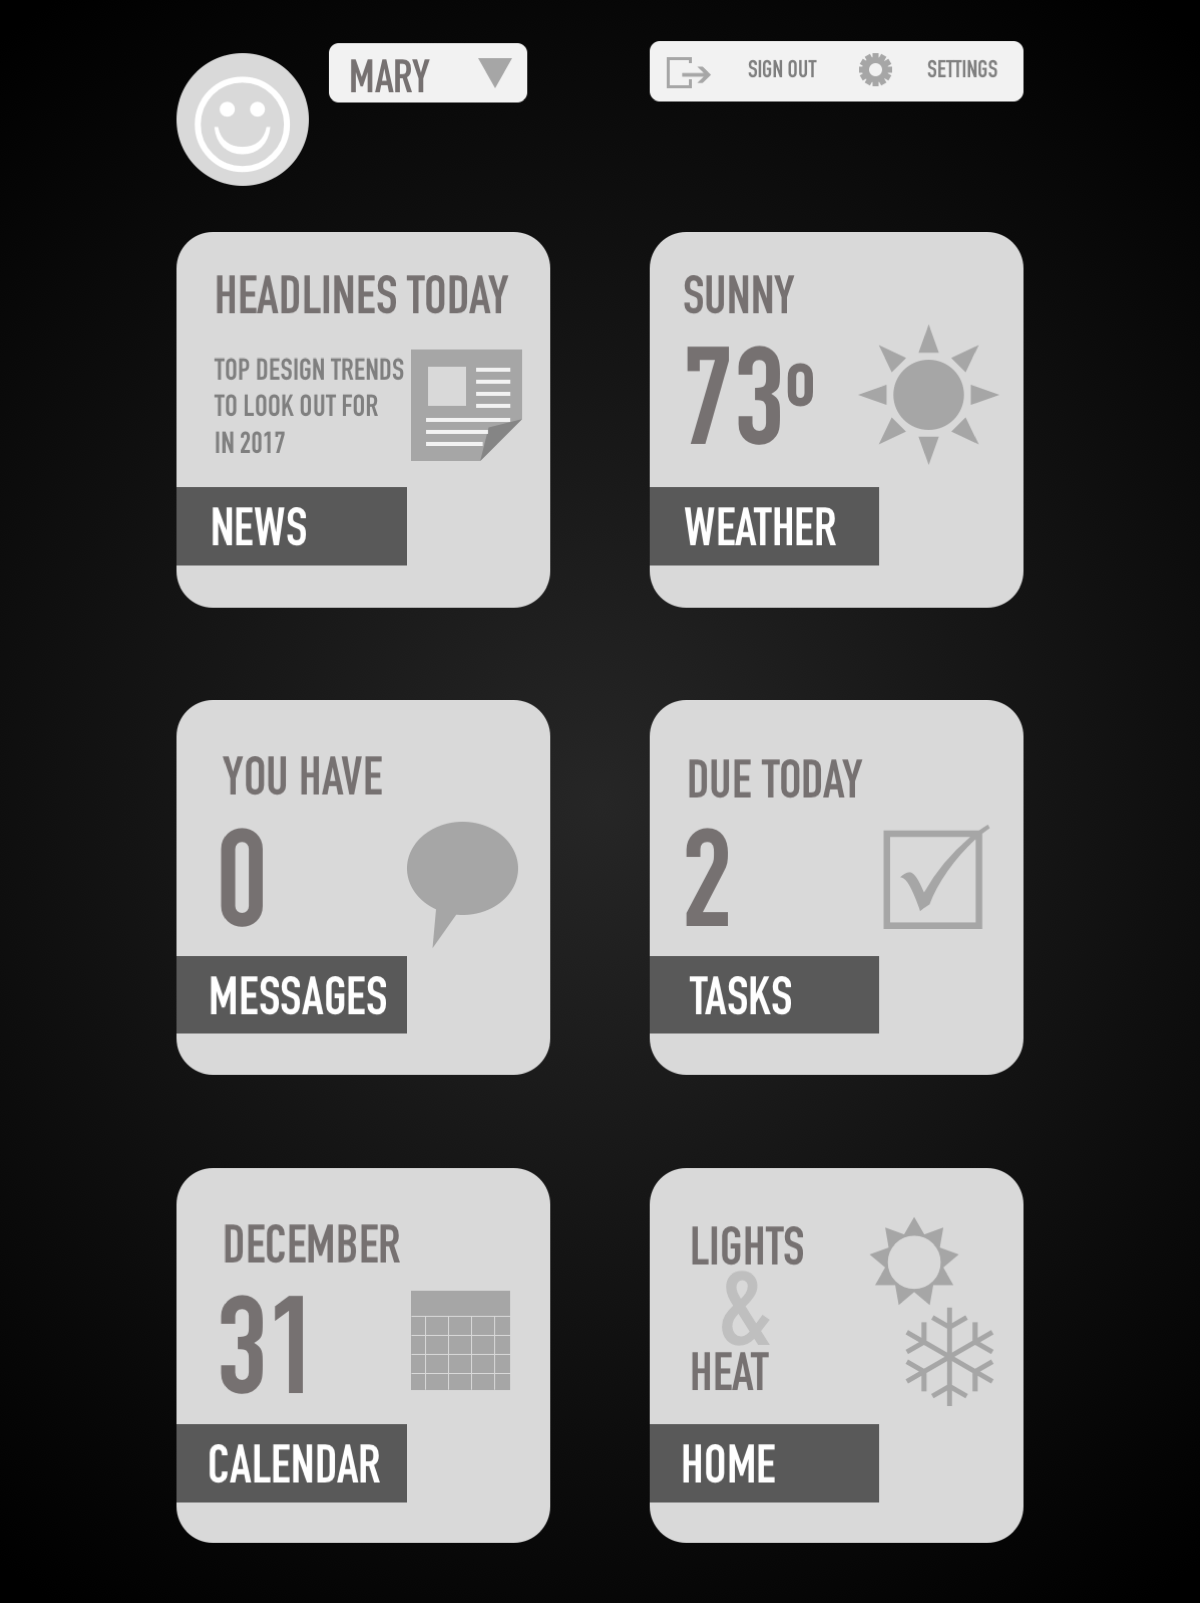 MARY
SIGN OUT
SETTINGS
HEADLINES TODAY
TOP DESIGN TRENDS
TO LOOK OUT FOR
IN 2017
NEWS
SUNNY
73º
WEATHER
YOU HAVE
0
MESSAGES
DUE TODAY
2
TASKS
DECEMBER
31
CALENDAR
LIGHTS
&
HEAT
HOME